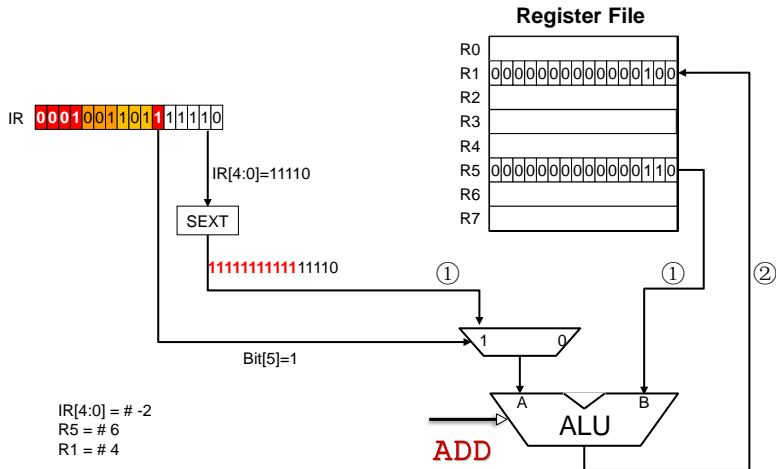 Register File
R0
R1 0000000000000100
R2
IR 0001001101111110
R3
R4
IR[4:0]=11110
R5 0000000000000110
R6
SEXT
R7
1111111111111110
① ① ②
1 0
Bit[5]=1
A B
IR[4:0] = # -2
R5 = # 6
R1 = # 4
ALU
ADD